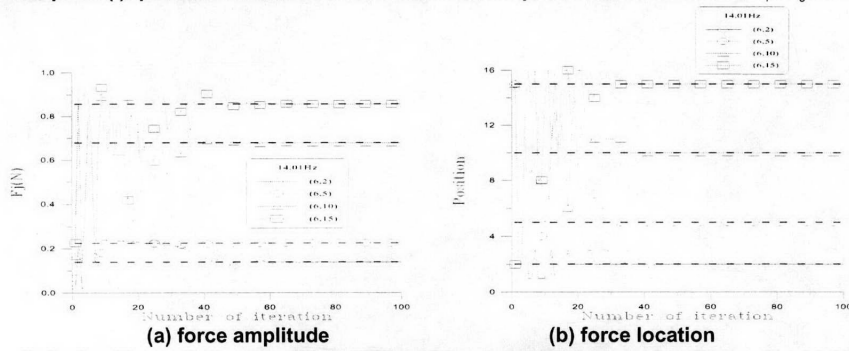 14.01Hz
(6,2)
(6,5)
(6,10)
(6,15)
1.0
0.8
0.6
0.4
0.2
0.0
Fj(N)
14.01Hz
(6,2)
(6,5)
(6,10)
(6,15)
0 20 40 60 80 100
Number of iteration
(a) force amplitude
16
12
8
4
0
Position
0 20 40 60 80 100
Number of iteration
(b) force location